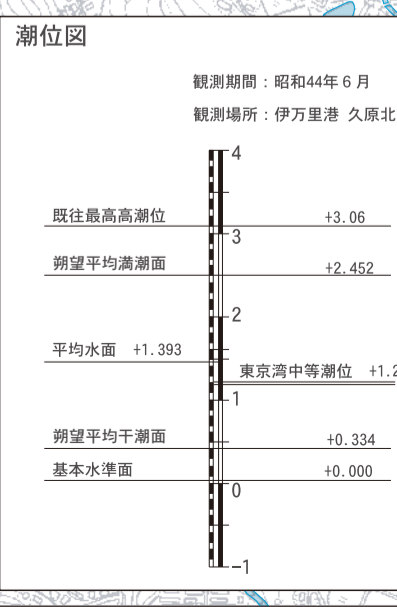 潮位図
観測期間：昭和44年6月
観測場所：伊万里港 久原北
4
既往最高高潮位 +3.06
3
朔望平均満潮面 +2.452
2
平均水面 +1.393
東京湾中等潮位 +1.2
1
朔望平均干潮面 +0.334
基本水準面 +0.000
0
-1